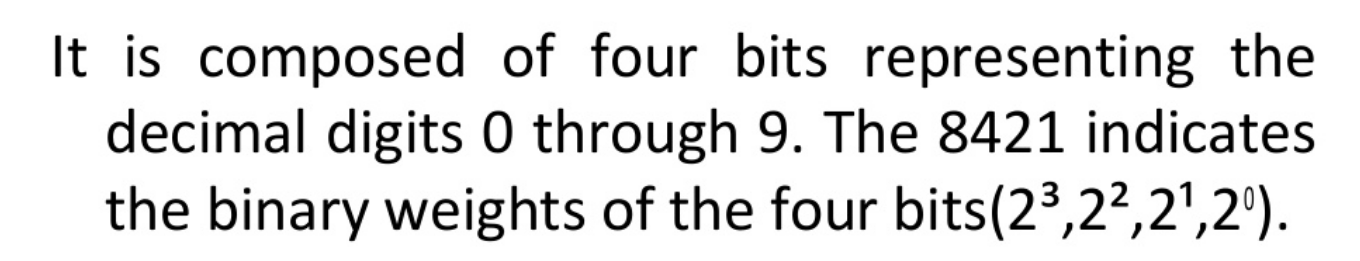 It is composed of four bits representing the
decimal digits 0 through 9. The 8421 indicates
the binary weights of the four bits(2³,2²,2¹,2⁰).